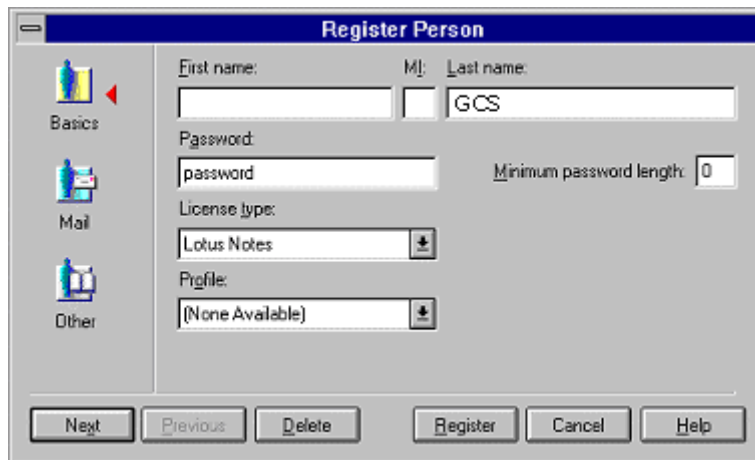 Register Person
First name: MI: Last name:
GCS
Basics
Password:
password
Minimum password length: 0
Mail
License type:
Lotus Notes
Profile:
(None Available)
Other
Next Previous Delete Register Cancel Help